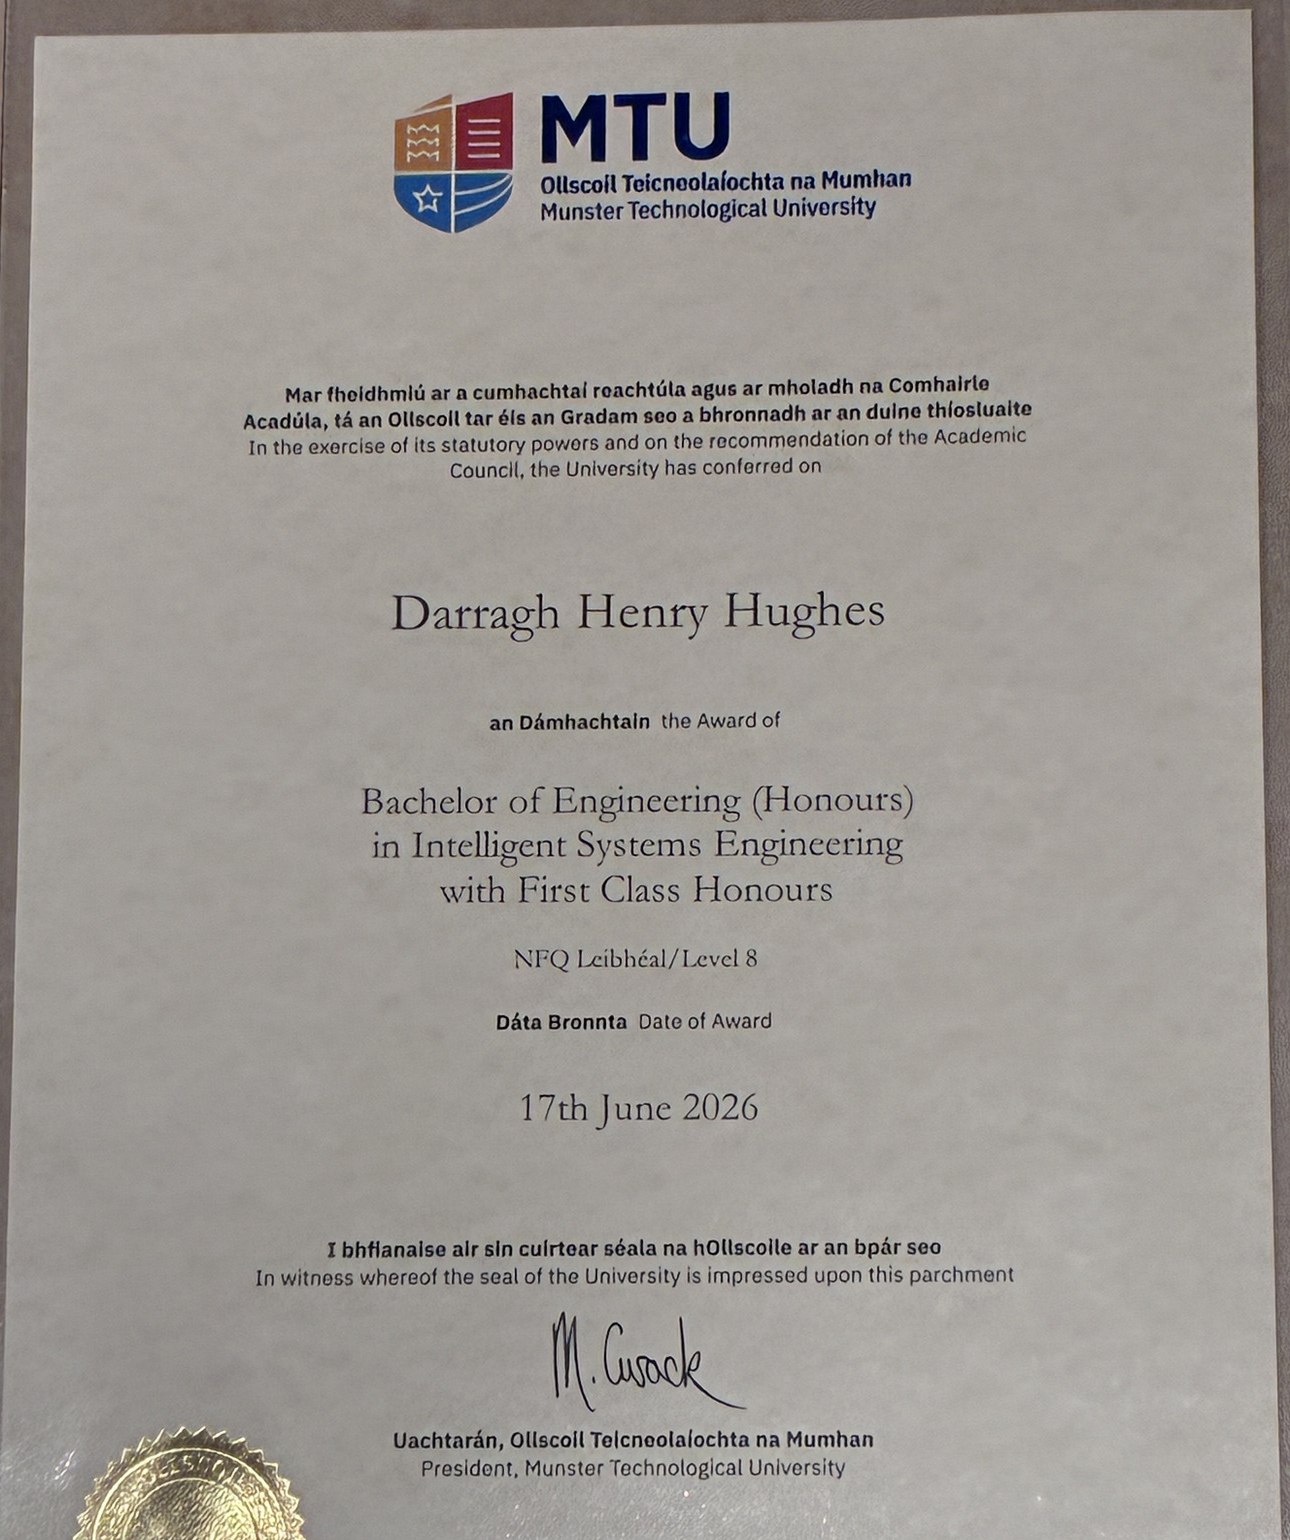 MTU
Ollscoil Teicneolaíochta na Mumhan
Munster Technological University
Mar fheidhmiú ar a cumhachtaí reachtúla agus ar mholadh na Comhairle
Acadúla, tá an Ollscoil tar éis an Gradam seo a bhronnadh ar an duine thíosluaite
In the exercise of its statutory powers and on the recommendation of the Academic
Council, the University has conferred on
Darragh Henry Hughes
an Dámhachtain the Award of
Bachelor of Engineering (Honours)
in Intelligent Systems Engineering
with First Class Honours
NFQ Leibhéal/Level 8
Dáta Bronnta Date of Award
17th June 2026
I bhfianaise air sin cuirtear séala na hOllscoile ar an bpár seo
In witness whereof the seal of the University is impressed upon this parchment
M. Cusack
Uachtarán, Ollscoil Teicneolaíochta na Mumhan
President, Munster Technological University